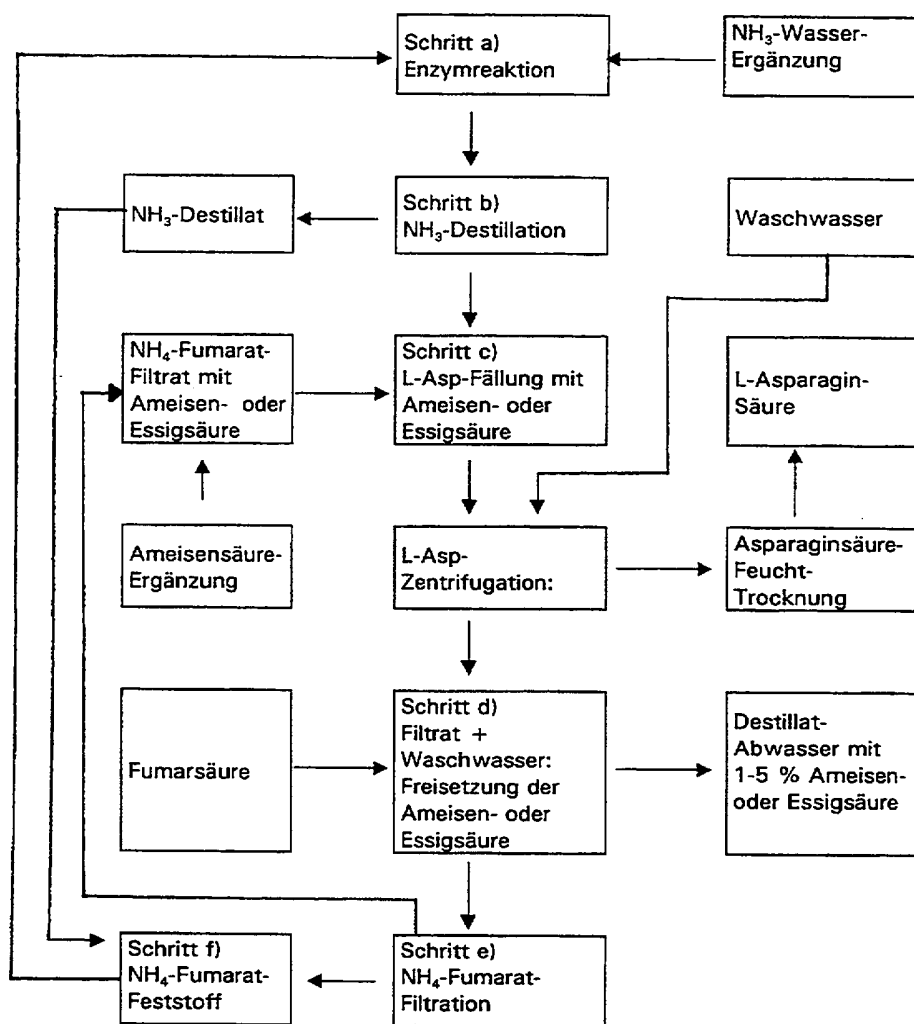 Schritt a)
Enzymreaktion
NH₃-Wasser-
Ergänzung
NH₃-Destillat
Schritt b)
NH₃-Destillation
Waschwasser
NH₄-Fumarat-
Filtrat mit
Ameisen- oder
Essigsäure
Schritt c)
L-Asp-Fällung mit
Ameisen- oder
Essigsäure
L-Asparagin-
Säure
Ameisensäure-
Ergänzung
L-Asp-
Zentrifugation:
Asparaginsäure-
Feucht-
Trocknung
Fumarsäure
Schritt d)
Filtrat +
Waschwasser:
Freisetzung der
Ameisen- oder
Essigsäure
Destillat-
Abwasser mit
1-5 % Ameisen-
oder Essigsäure
Schritt f)
NH₄-Fumarat-
Feststoff
Schritt e)
NH₄-Fumarat-
Filtration